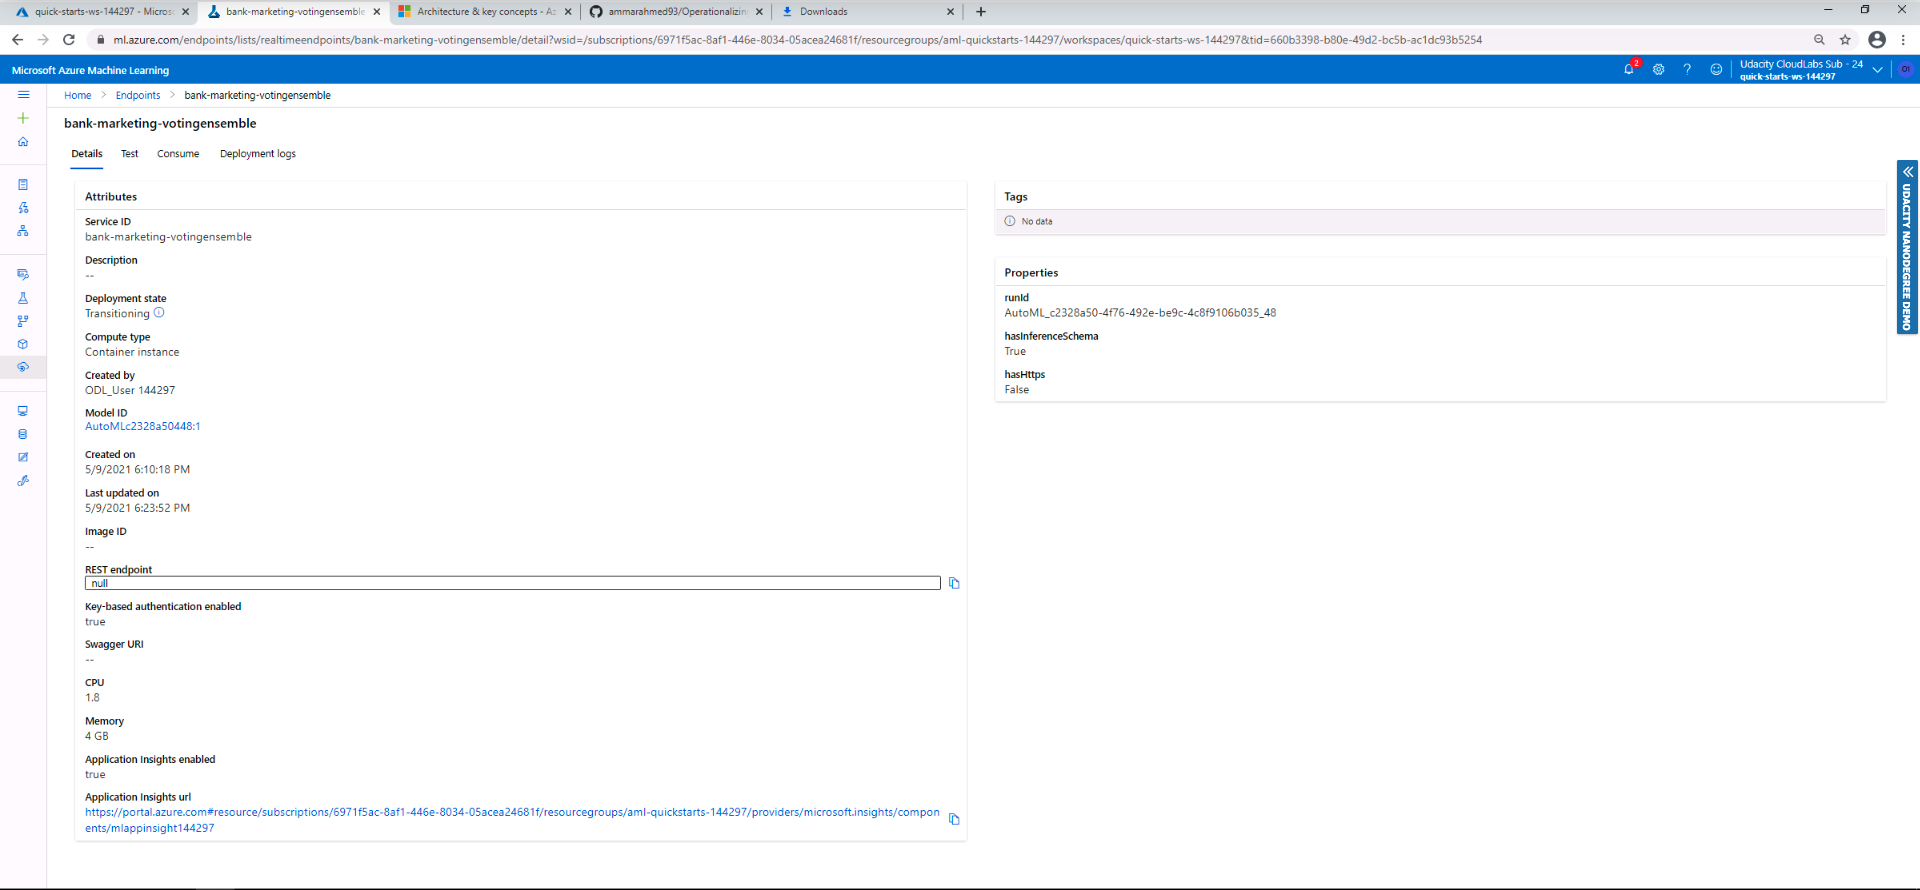 quick-starts-ws-144297 - Micros
bank-marketing-votingensemble
Architecture & key concepts - Az
ammarahmed93/Operationalizin
Downloads
ml.azure.com/endpoints/lists/realtimeendpoints/bank-marketing-votingensemble/detail?wsid=/subscriptions/6971f5ac-8af1-446e-8034-05acea24681f/resourcegroups/aml-quickstarts-144297/workspaces/quick-starts-ws-144297&tid=660b3398-b80e-49d2-bc5b-ac1dc93b5254
Microsoft Azure Machine Learning
2
Udacity CloudLabs Sub - 24
quick-starts-ws-144297
Home > Endpoints > bank-marketing-votingensemble
bank-marketing-votingensemble
Details Test Consume Deployment logs
Attributes
Service ID
bank-marketing-votingensemble
Description
--
Deployment state
Transitioning
Compute type
Container instance
Created by
ODL_User 144297
Model ID
AutoMLc2328a50448:1
Created on
5/9/2021 6:10:18 PM
Last updated on
5/9/2021 6:23:52 PM
Image ID
--
REST endpoint
null
Key-based authentication enabled
true
Swagger URI
--
CPU
1.8
Memory
4 GB
Application Insights enabled
true
Application Insights url
https://portal.azure.com#resource/subscriptions/6971f5ac-8af1-446e-8034-05acea24681f/resourcegroups/aml-quickstarts-144297/providers/microsoft.insights/compon
ents/mlappinsight144297
Tags
No data
Properties
runId
AutoML_c2328a50-4f76-492e-be9c-4c8f9106b035_48
hasInferenceSchema
True
hasHttps
False
UDACITY NANODEGREE DEMO